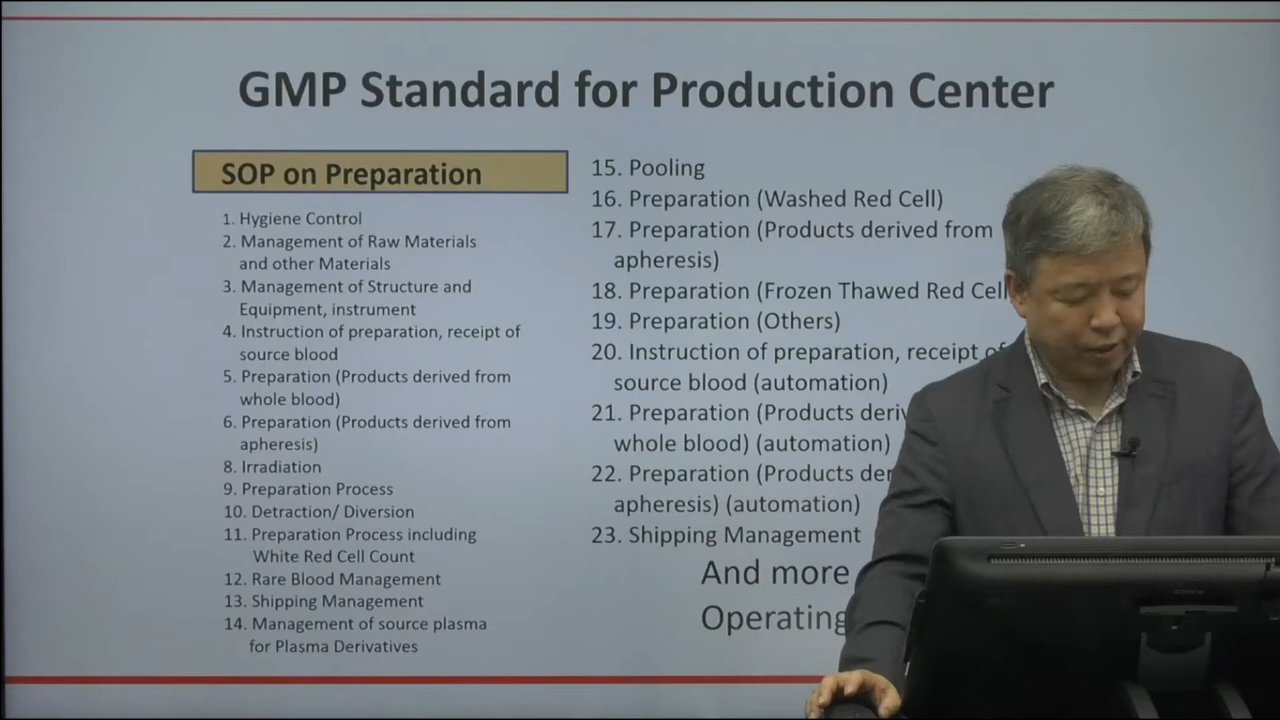 GMP Standard for Production Center
SOP on Preparation
1. Hygiene Control
2. Management of Raw Materials
and other Materials
3. Management of Structure and
Equipment, instrument
4. Instruction of preparation, receipt of
source blood
5. Preparation (Products derived from
whole blood)
6. Preparation (Products derived from
apheresis)
8. Irradiation
9. Preparation Process
10. Detraction/ Diversion
11. Preparation Process including
White Red Cell Count
12. Rare Blood Management
13. Shipping Management
14. Management of source plasma
for Plasma Derivatives
15. Pooling
16. Preparation (Washed Red Cell)
17. Preparation (Products derived from
apheresis)
18. Preparation (Frozen Thawed Red Cell
19. Preparation (Others)
20. Instruction of preparation, receipt of
source blood (automation)
21. Preparation (Products
whole blood) (automation)
22. Preparation (Products
apheresis) (automation)
23. Shipping Management
And more
Operating